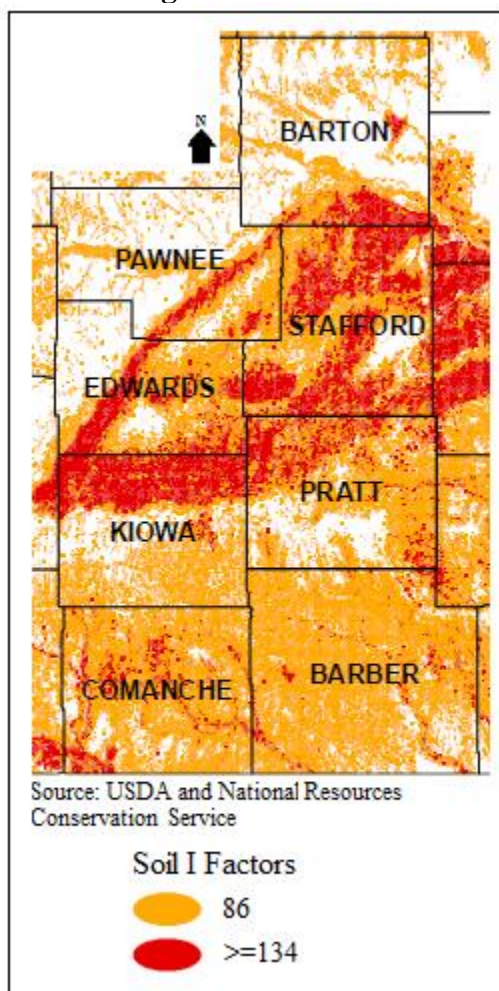 N
BARTON
PAWNEE
STAFFORD
EDWARDS
PRATT
KIOWA
BARBER
COMANCHE
Source: USDA and National Resources
Conservation Service
Soil I Factors
86
>=134